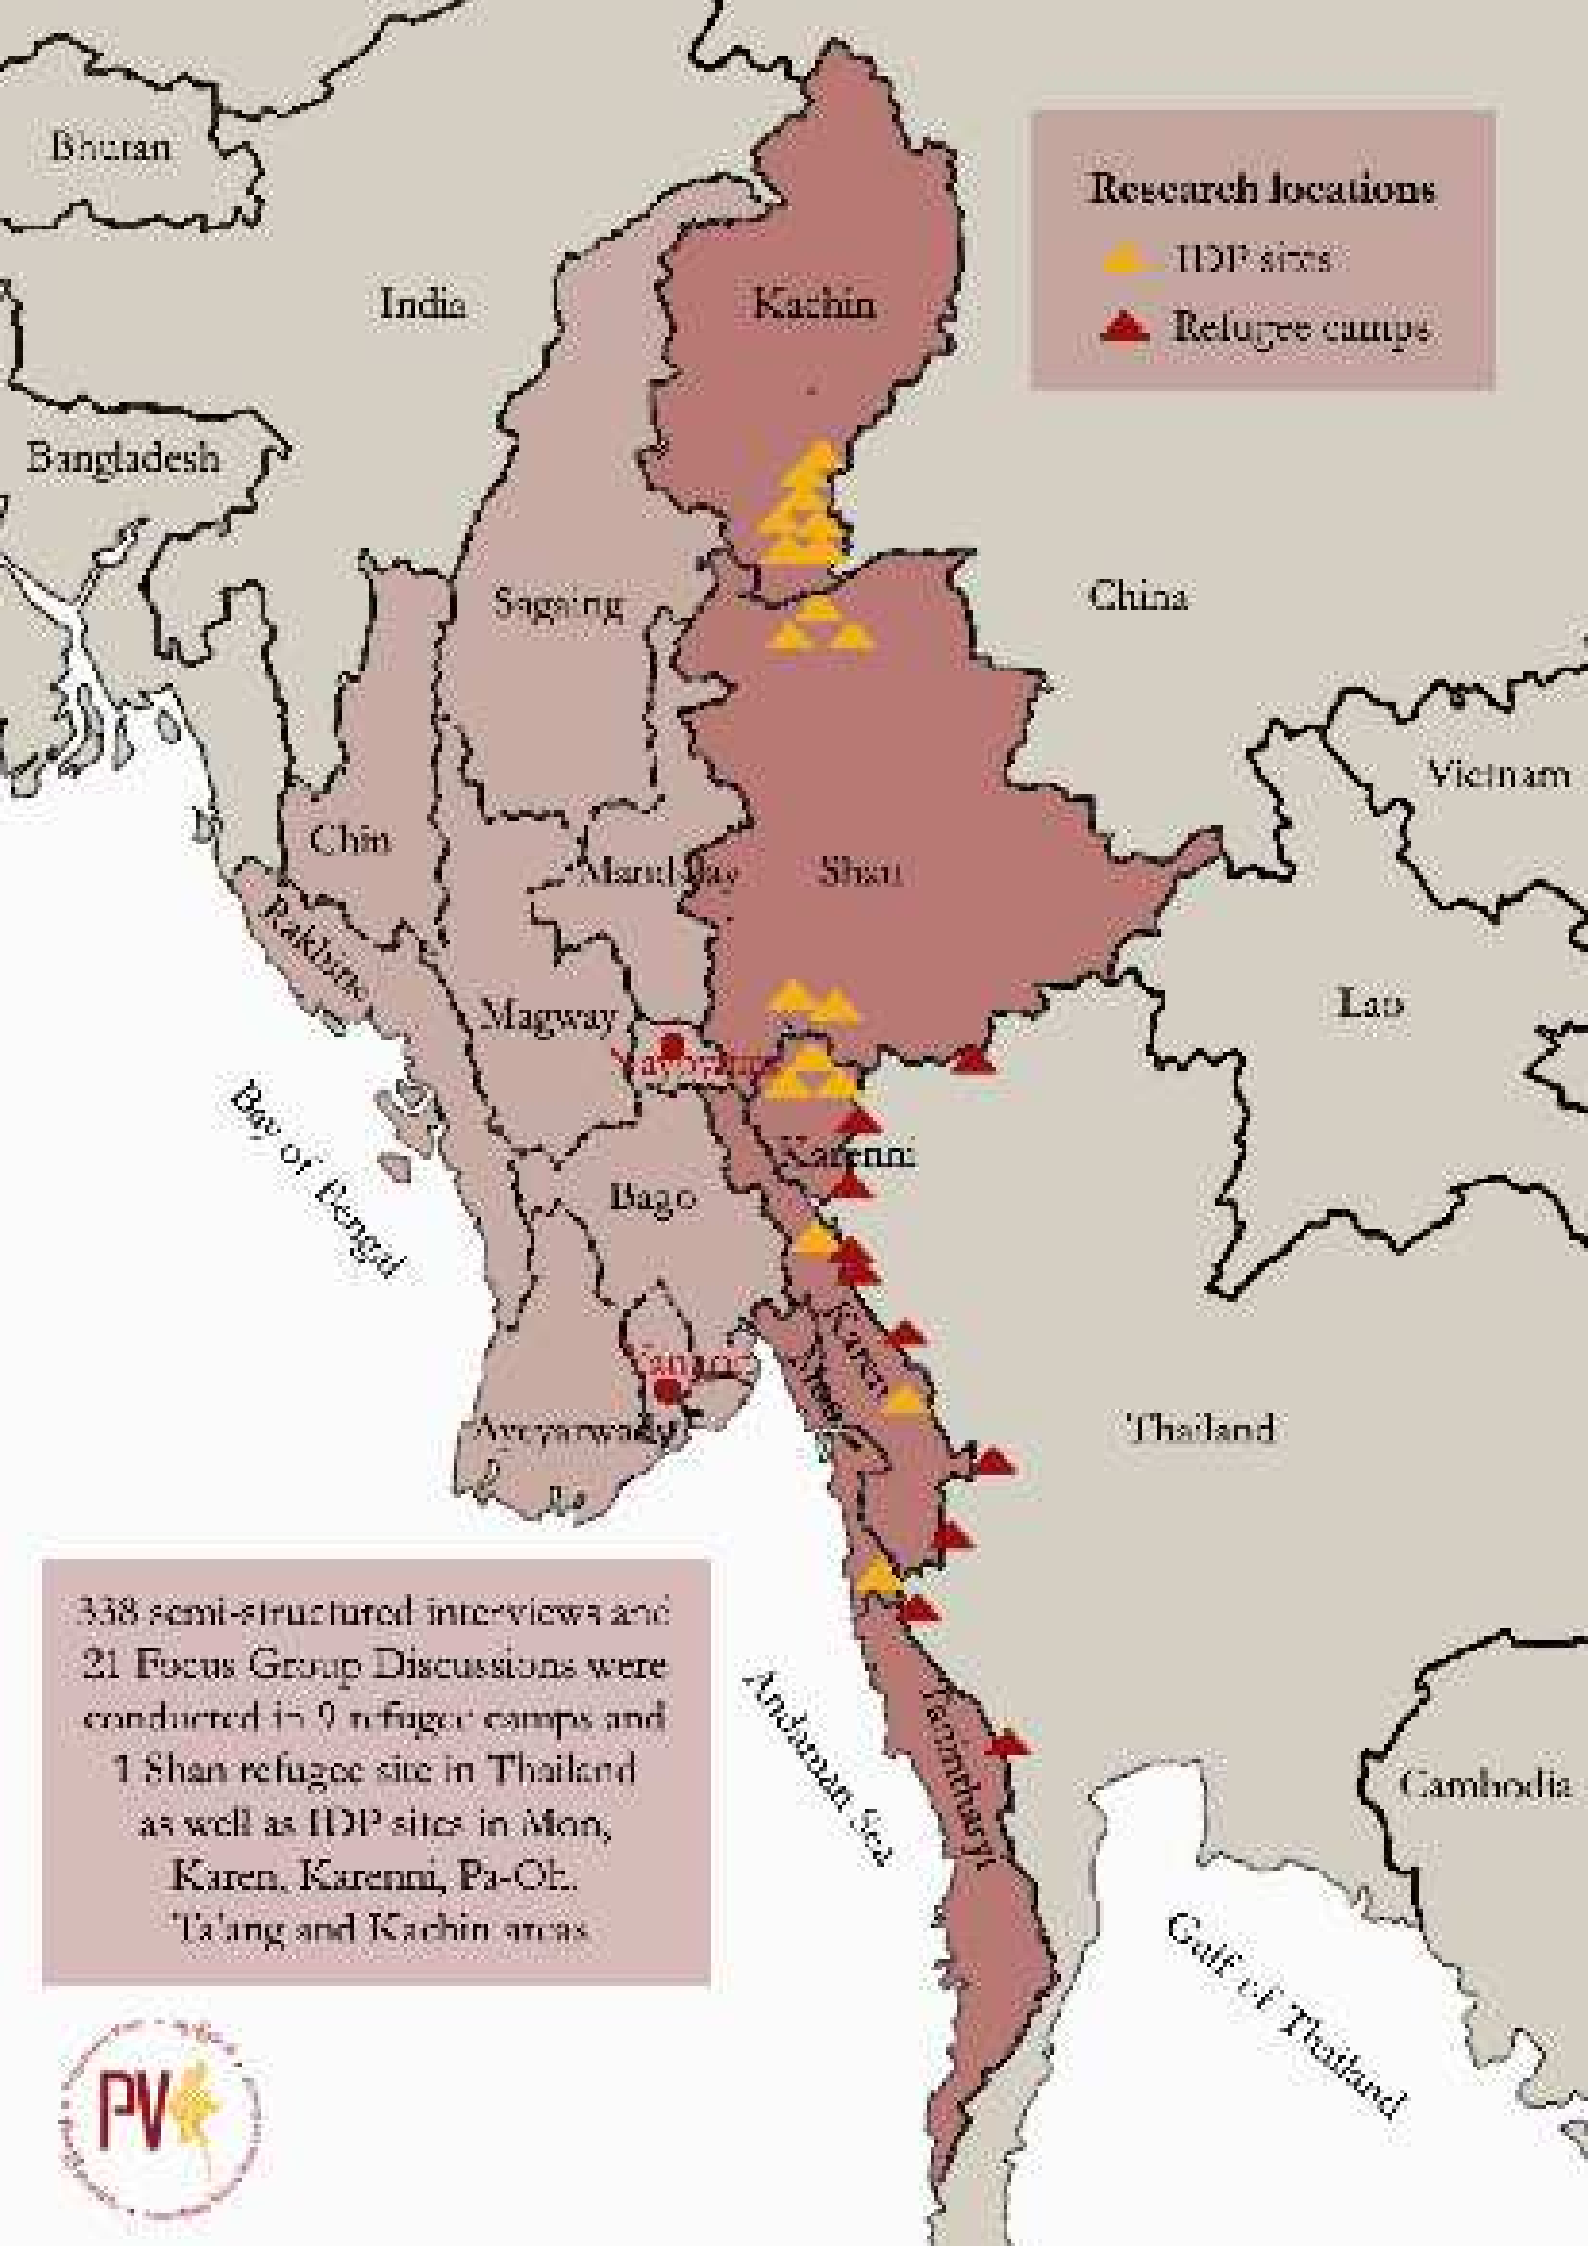 Bhutan
Research locations
IDP sites
Refugee camps
India
Kachin
Bangladesh
Sagaing
China
Vietnam
Chin
Mandalay
Shan
Rakhine
Magway
Lao
Bay of Bengal
Karenni
Bago
Karen
Ayeyarwady
Thailand
338 semi-structured interviews and
21 Focus Group Discussions were
conducted in 9 refugee camps and
1 Shan refugee site in Thailand
as well as IDP sites in Mon,
Karen, Karenni, Pa-Oh,
Ta'ang and Kachin areas
Andaman Sea
Tanintharyi
Cambodia
Gulf of Thailand
PV